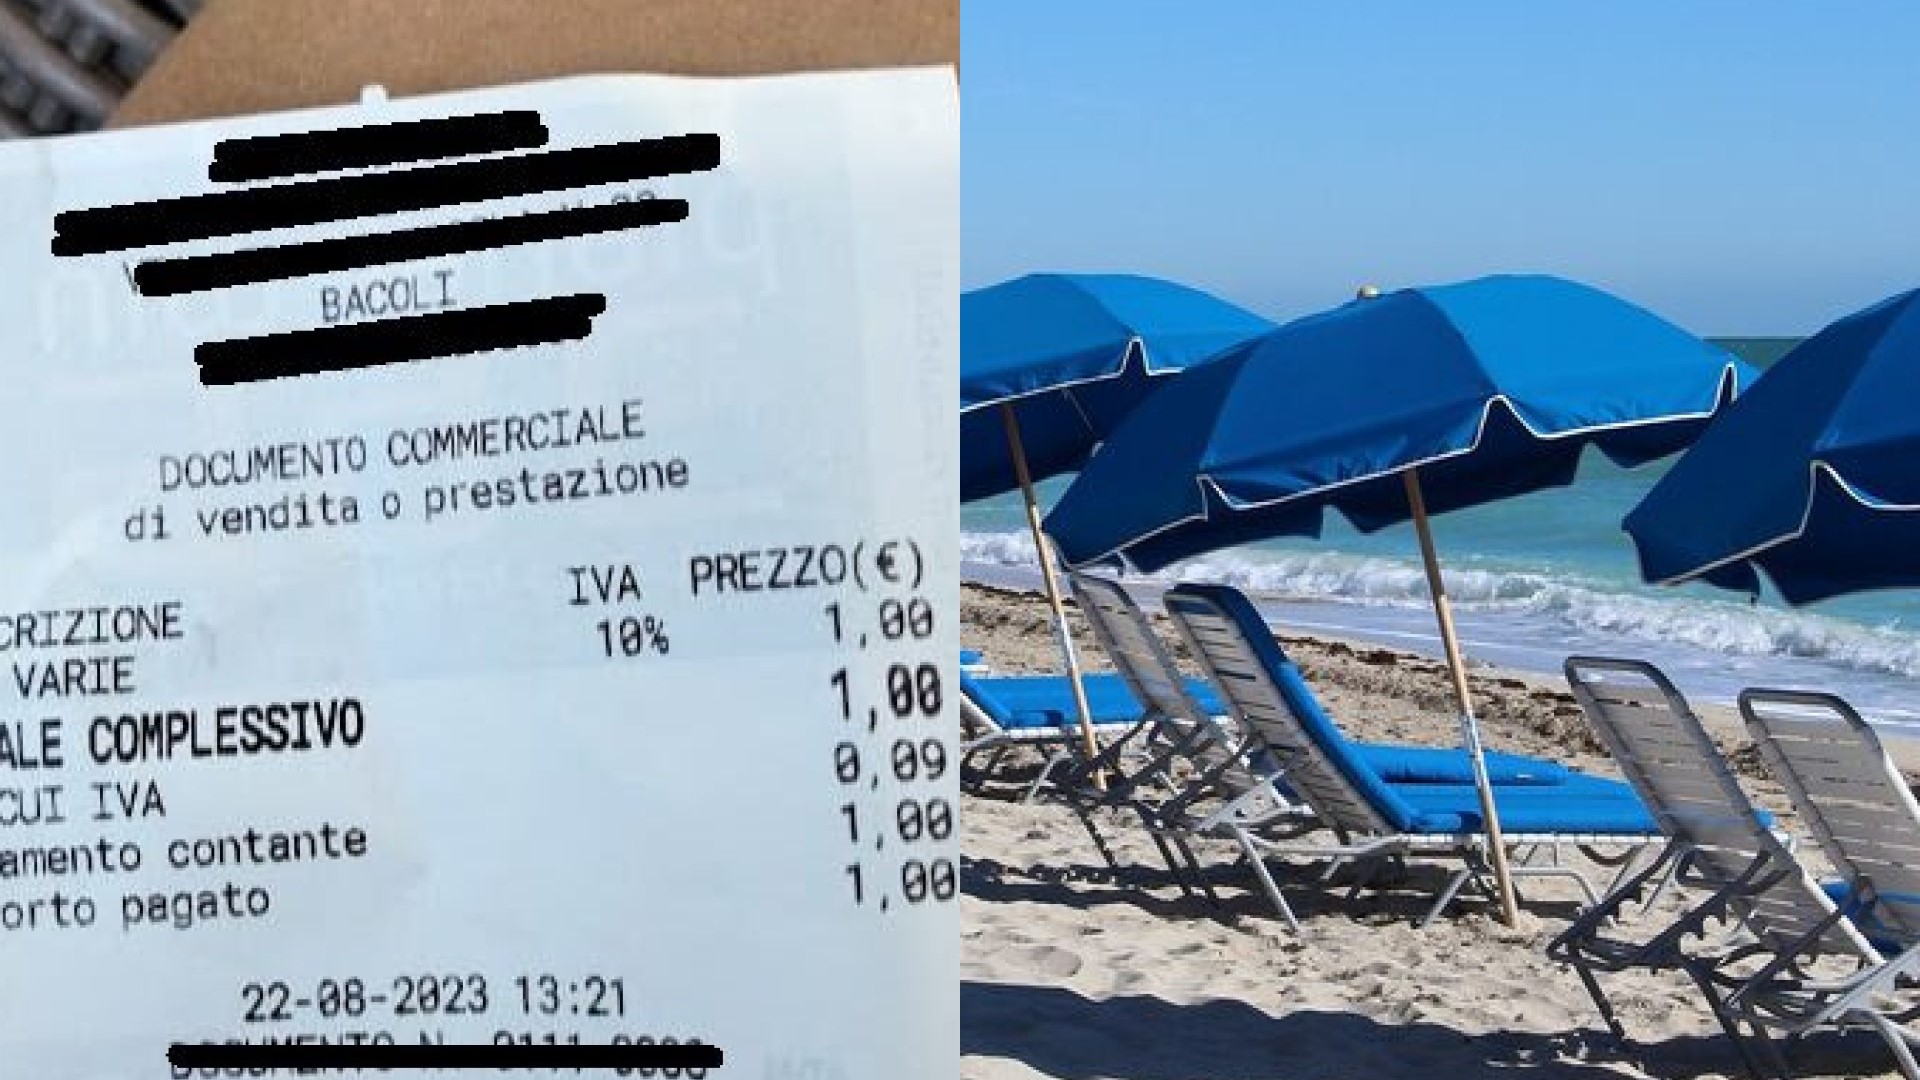 BACOLI
DOCUMENTO COMMERCIALE
di vendita o prestazione
CRIZIONE IVA PREZZO(€)
VARIE 10% 1,00
ALE COMPLESSIVO 1,00
CUI IVA 0,09
amento contante 1,00
orto pagato 1,00
22-08-2023 13:21
DOCUMENTO N.